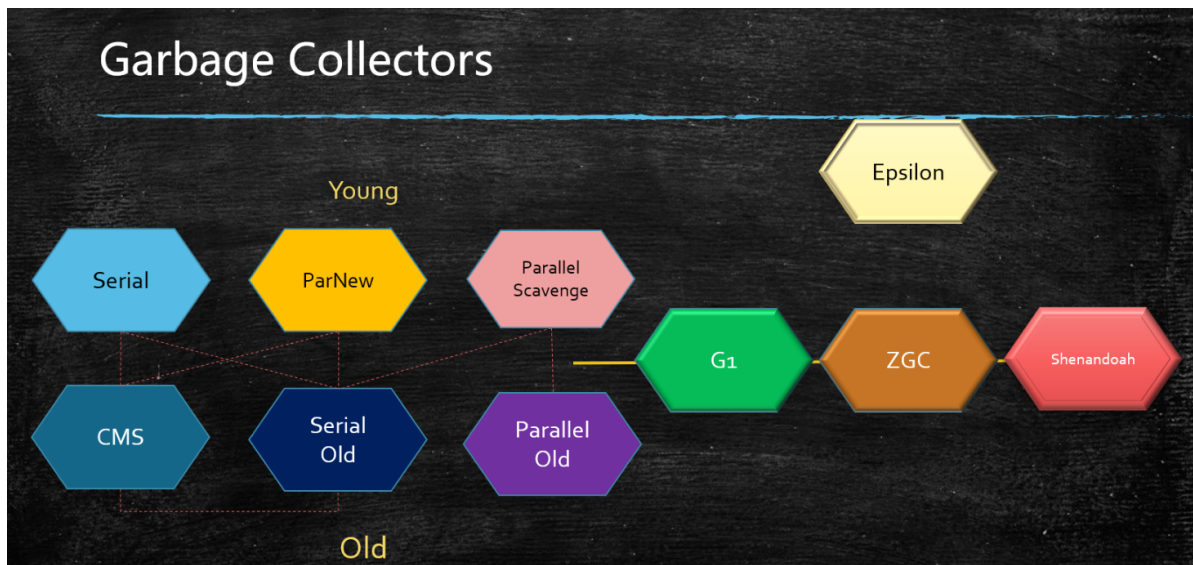 Garbage Collectors
Epsilon
Young
Serial
ParNew
Parallel
Scavenge
G1
ZGC
Shenandoah
CMS
Serial
Old
Parallel
Old
Old